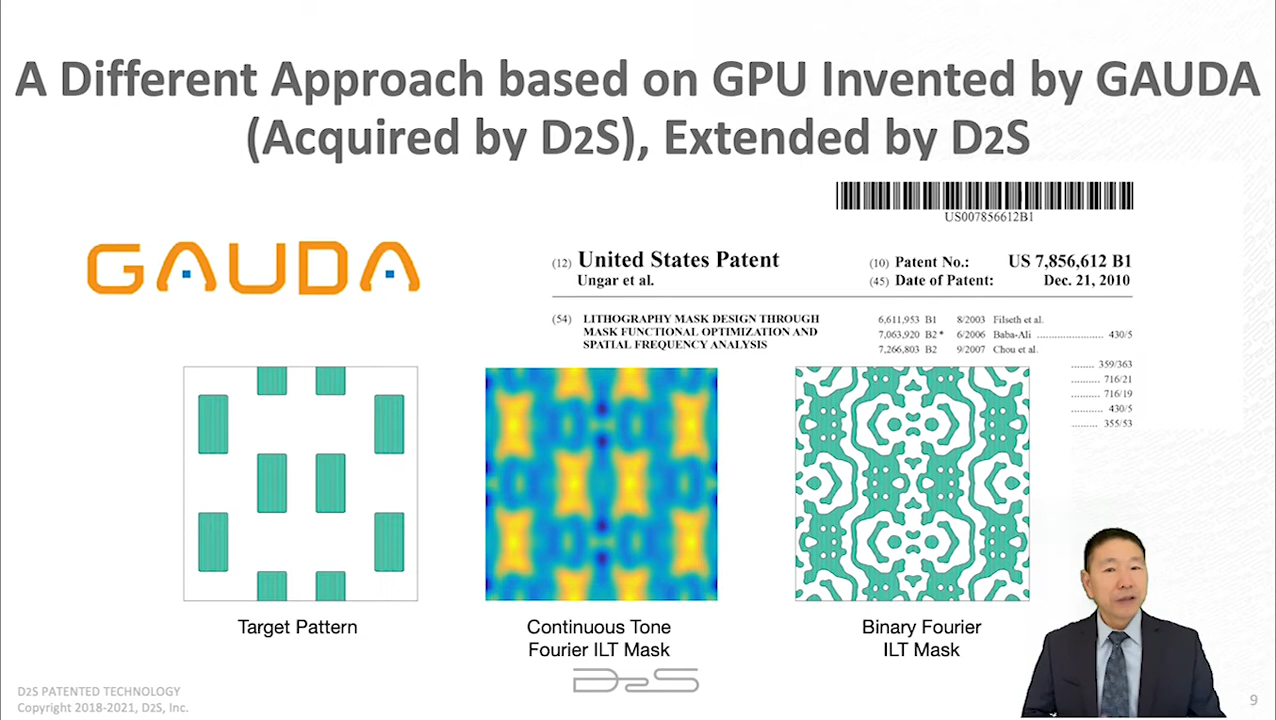 A Different Approach based on GPU Invented by GAUDA
(Acquired by D2S), Extended by D2S
US007856612B1
GAUDA
(12) United States Patent
Ungar et al.
(10) Patent No.: US 7,856,612 B1
(45) Date of Patent: Dec. 21, 2010
(54) LITHOGRAPHY MASK DESIGN THROUGH
MASK FUNCTIONAL OPTIMIZATION AND
SPATIAL FREQUENCY ANALYSIS
6,611,953 B1 8/2003 Filseth et al.
7,063,920 B2* 6/2006 Baba-Ali ........................ 430/5
7,266,803 B2 9/2007 Chou et al.
........ 359/363
.......... 716/21
.......... 716/19
.......... 430/5
......... 355/53
Target Pattern
Continuous Tone
Fourier ILT Mask
Binary Fourier
ILT Mask
D2S
D2S PATENTED TECHNOLOGY
Copyright 2018-2021, D2S, Inc.
9